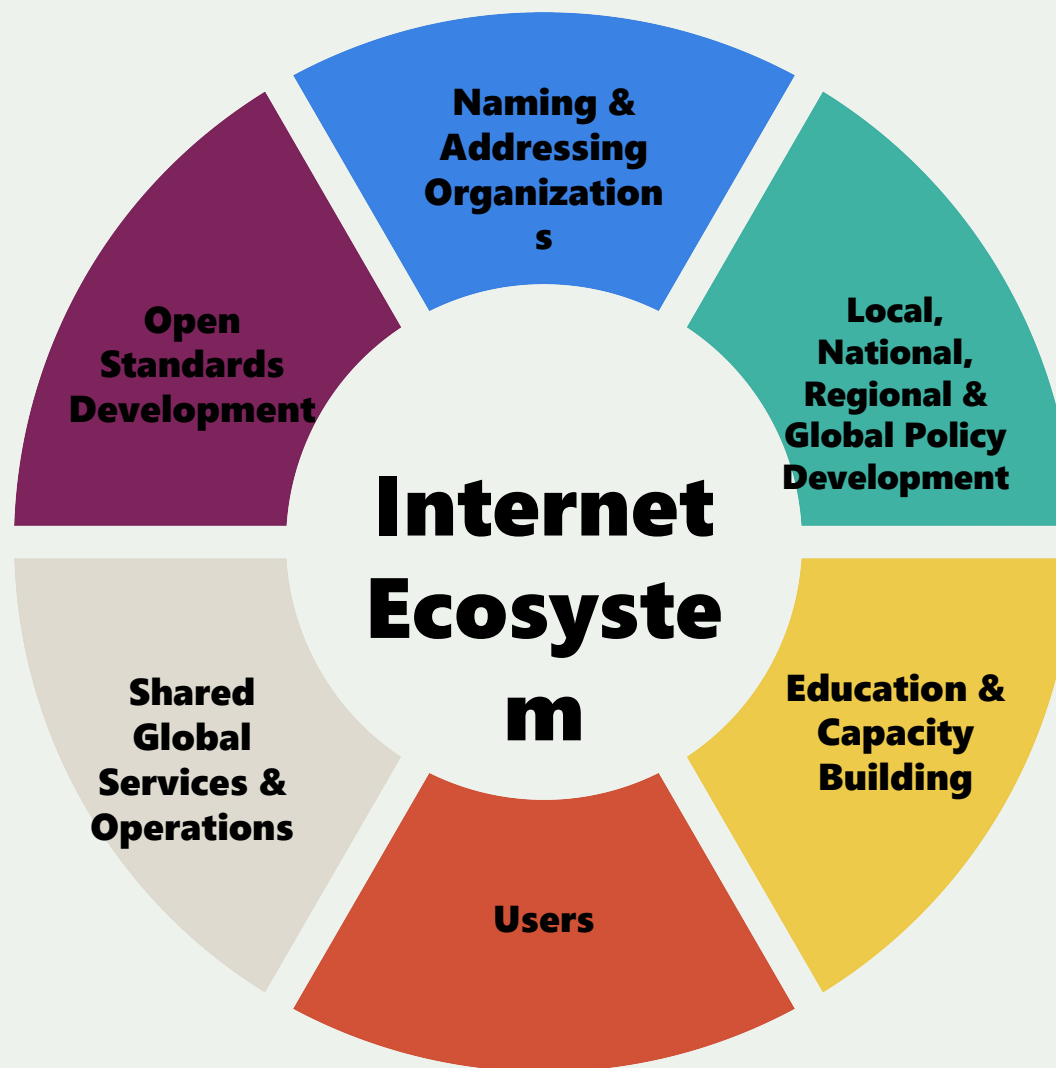 Naming &
Addressing
Organization
s
Open
Standards
Development
Local,
National,
Regional &
Global Policy
Development
Internet
Ecosyste
m
Shared
Global
Services &
Operations
Education &
Capacity
Building
Users